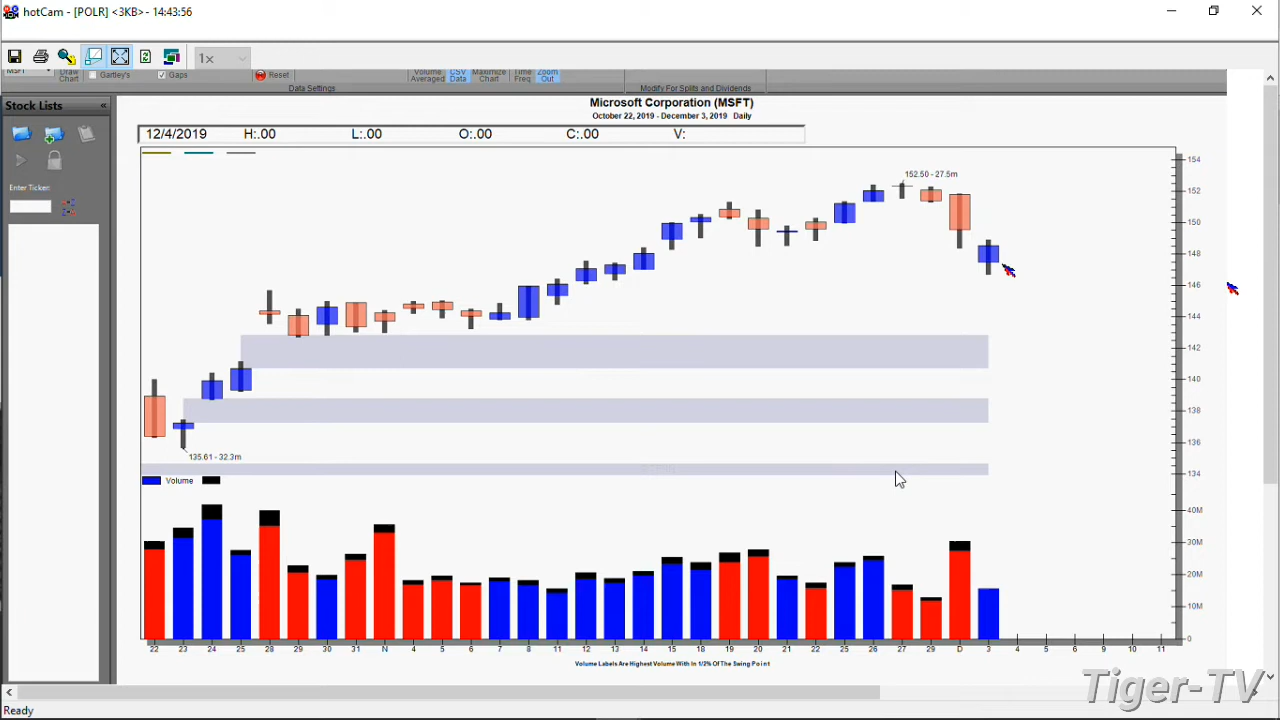 hotCam - [POLR] <3KB> - 14:43:56
1x
MSFT
Draw Chart
Gartley's
Gaps
Reset
Volume Averaged
CSV Data
Maximize Chart
Time Freq
Zoom Out
Data Settings
Modify For Splits and Dividends
Stock Lists
Enter Ticker:
Microsoft Corporation (MSFT)
October 22, 2019 - December 3, 2019 Daily
12/4/2019 H:.00 L:.00 O:.00 C:.00 V:
152.50 - 27.5m
135.61 - 32.3m
154
152
150
148
146
144
142
140
138
136
134
Volume
40M
30M
20M
10M
0
22 23 24 25 28 29 30 31 N 4 5 6 7 8 11 12 13 14 15 18 19 20 21 22 25 26 27 29 D 3 4 5 6 9 10 11
Volume Labels Are Highest Volume With In 1/2% Of The Swing Point
Tiger-TV
Ready